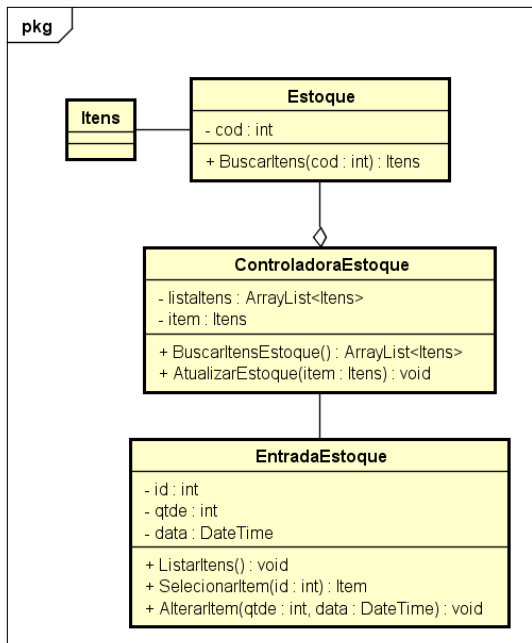 pkg
Estoque
- cod : int
+ BuscarItens(cod : int) : Itens
Itens
ControladoraEstoque
- listaItens : ArrayList<Itens>
- item : Itens
+ BuscarItensEstoque() : ArrayList<Itens>
+ AtualizarEstoque(item : Itens) : void
EntradaEstoque
- id : int
- qtde : int
- data : DateTime
+ ListarItens() : void
+ SelecionarItem(id : int) : Item
+ AlterarItem(qtde : int, data : DateTime) : void